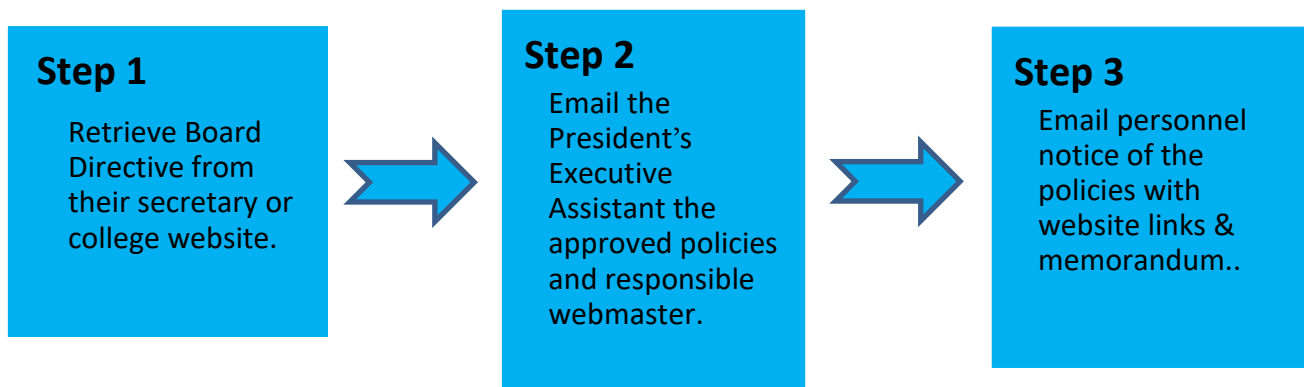 Step 1
Retrieve Board
Directive from
their secretary or
college website.
Step 2
Email the
President’s
Executive
Assistant the
approved policies
and responsible
webmaster.
Step 3
Email personnel
notice of the
policies with
website links &
memorandum..